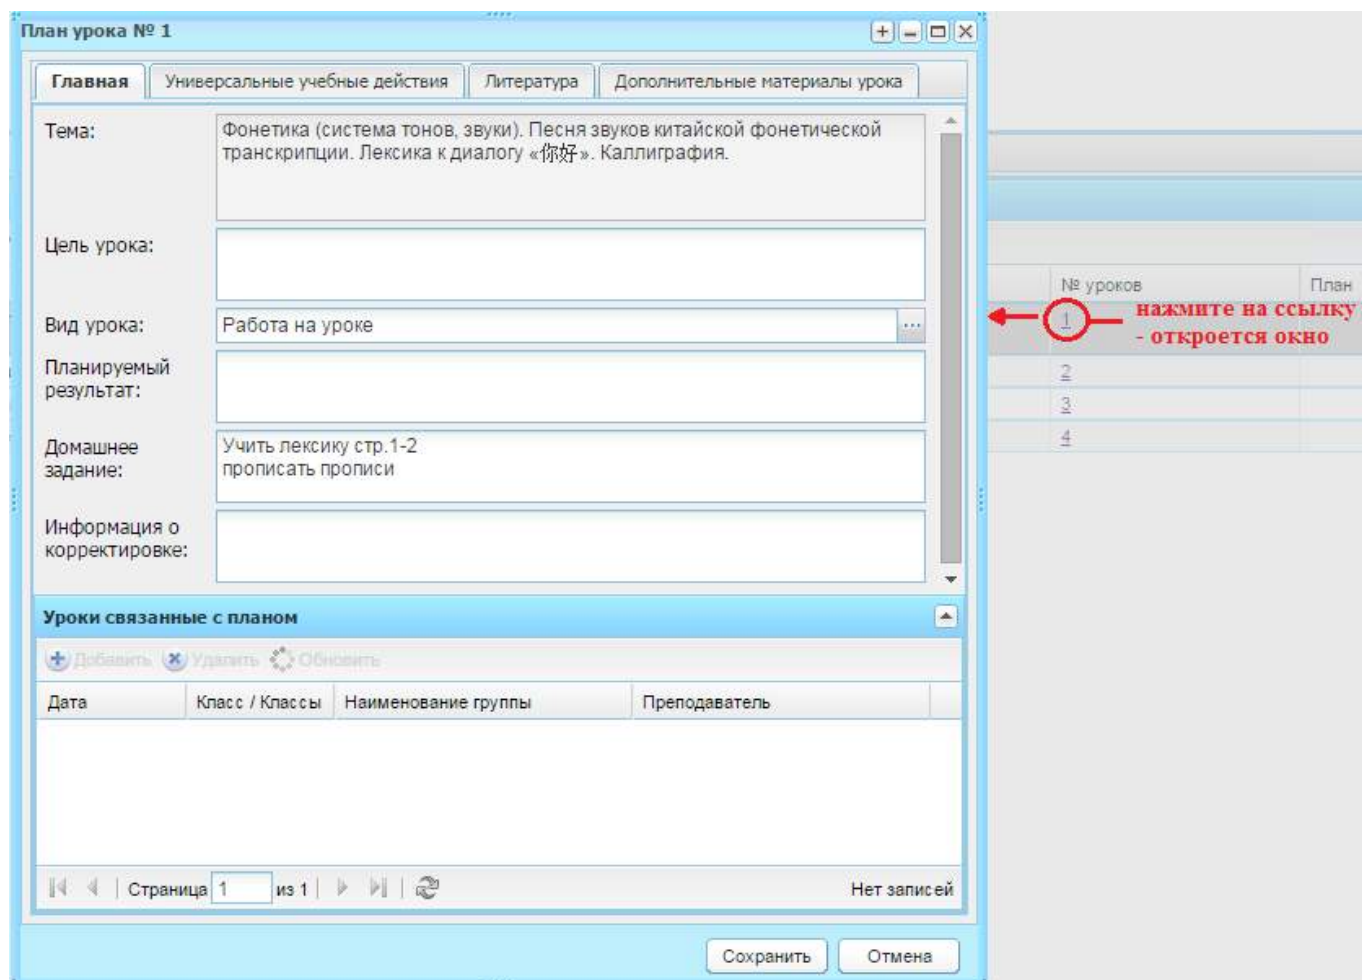 План урока № 1
Главная
Универсальные учебные действия
Литература
Дополнительные материалы урока
Тема:
Фонетика (система тонов, звуки). Песня звуков китайской фонетической
транскрипции. Лексика к диалогу «你好». Каллиграфия.
Цель урока:
Вид урока:
Работа на уроке
...
Планируемый
результат:
Домашнее
задание:
Учить лексику стр.1-2
прописать прописи
Информация о
корректировке:
Уроки связанные с планом
Добавить
Удалить
Обновить
Дата
Класс / Классы
Наименование группы
Преподаватель
Страница 1 из 1
Нет записей
Сохранить
Отмена
№ уроков
План
1
нажмите на ссылку
- откроется окно
2
3
4